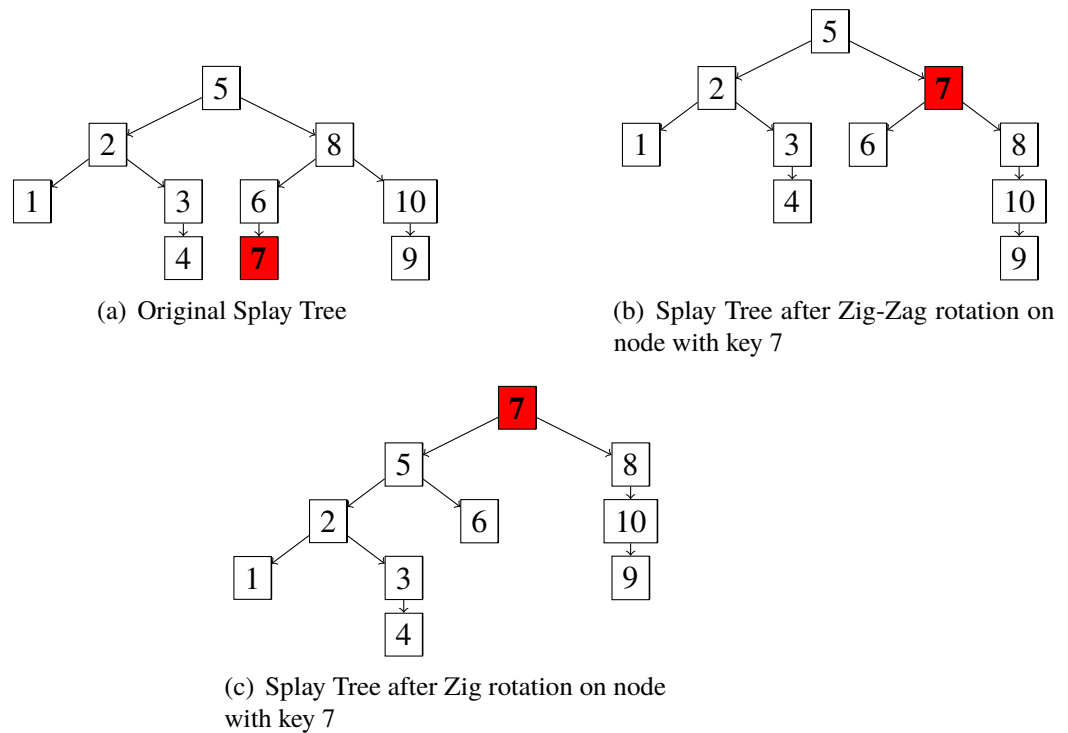 5
2 8
1 3 6 10
4 7 9
(a) Original Splay Tree
5
2 7
1 3 6 8
4 10
9
(b) Splay Tree after Zig-Zag rotation on
node with key 7
7
5 8
2 6 10
1 3 9
4
(c) Splay Tree after Zig rotation on node
with key 7